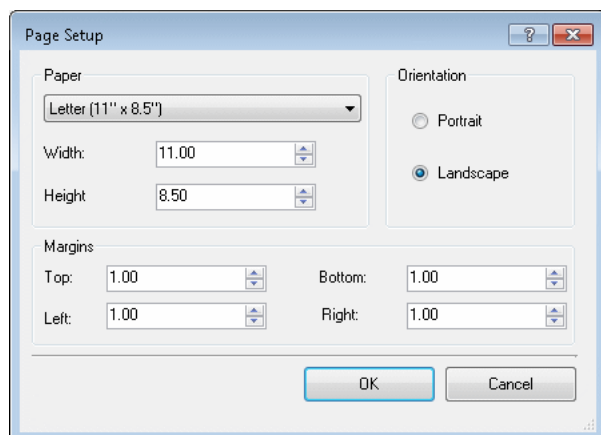 Page Setup
Paper
Letter (11" x 8.5")
Width: 11.00
Height 8.50
Orientation
Portrait
Landscape
Margins
Top: 1.00 Bottom: 1.00
Left: 1.00 Right: 1.00
OK Cancel